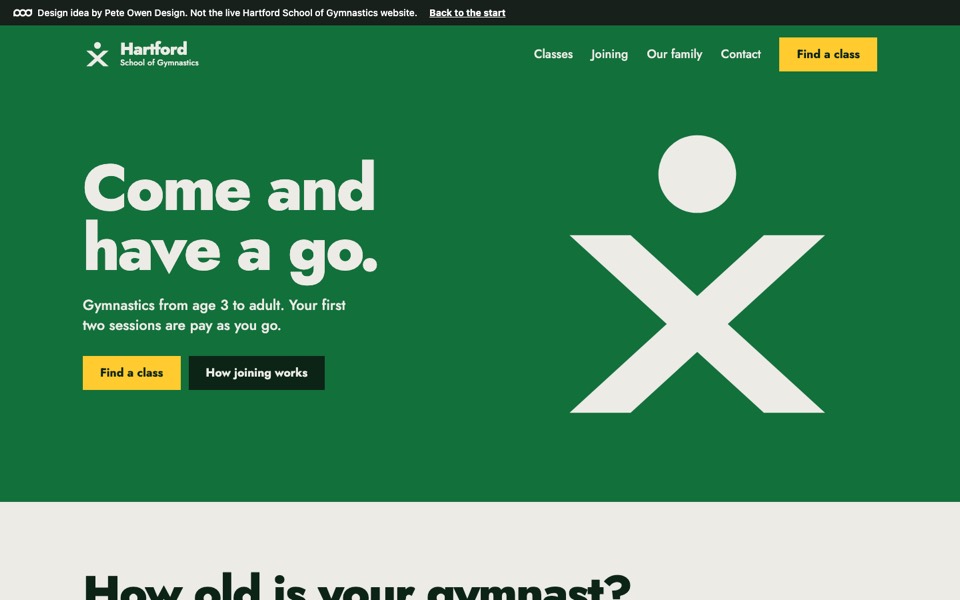 Design idea by Pete Owen Design. Not the live Hartford School of Gymnastics website. Back to the start
Hartford
School of Gymnastics
Classes Joining Our family Contact Find a class
Come and
have a go.
Gymnastics from age 3 to adult. Your first
two sessions are pay as you go.
Find a class How joining works
How old is your gymnast?